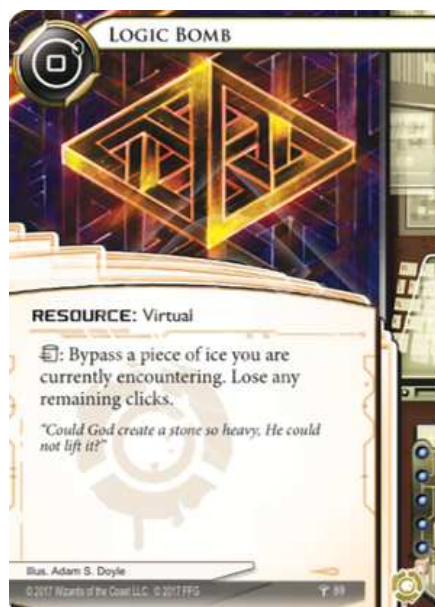 0
LOGIC BOMB
RESOURCE: Virtual
: Bypass a piece of ice you are
currently encountering. Lose any
remaining clicks.
"Could God create a stone so heavy, He could
not lift it?"
Illus. Adam S. Doyle
© 2017 Wizards of the Coast LLC. © 2017 FFG
89